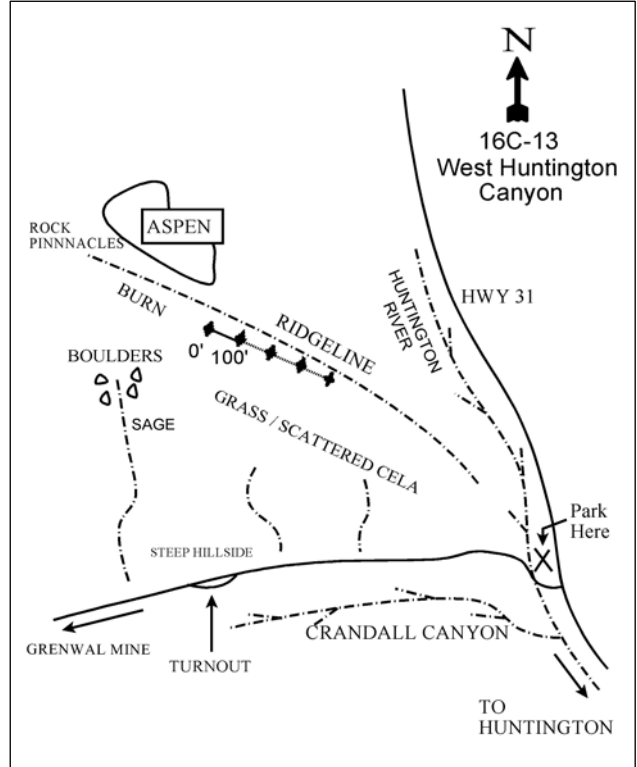 N
16C-13
West Huntington
Canyon
ROCK
PINNNACLES
ASPEN
BURN
RIDGELINE
HUNTINGTON
RIVER
HWY 31
0' 100'
BOULDERS
SAGE
GRASS / SCATTERED CELA
Park
Here
X
STEEP HILLSIDE
GRENWAL MINE
TURNOUT
CRANDALL CANYON
TO
HUNTINGTON